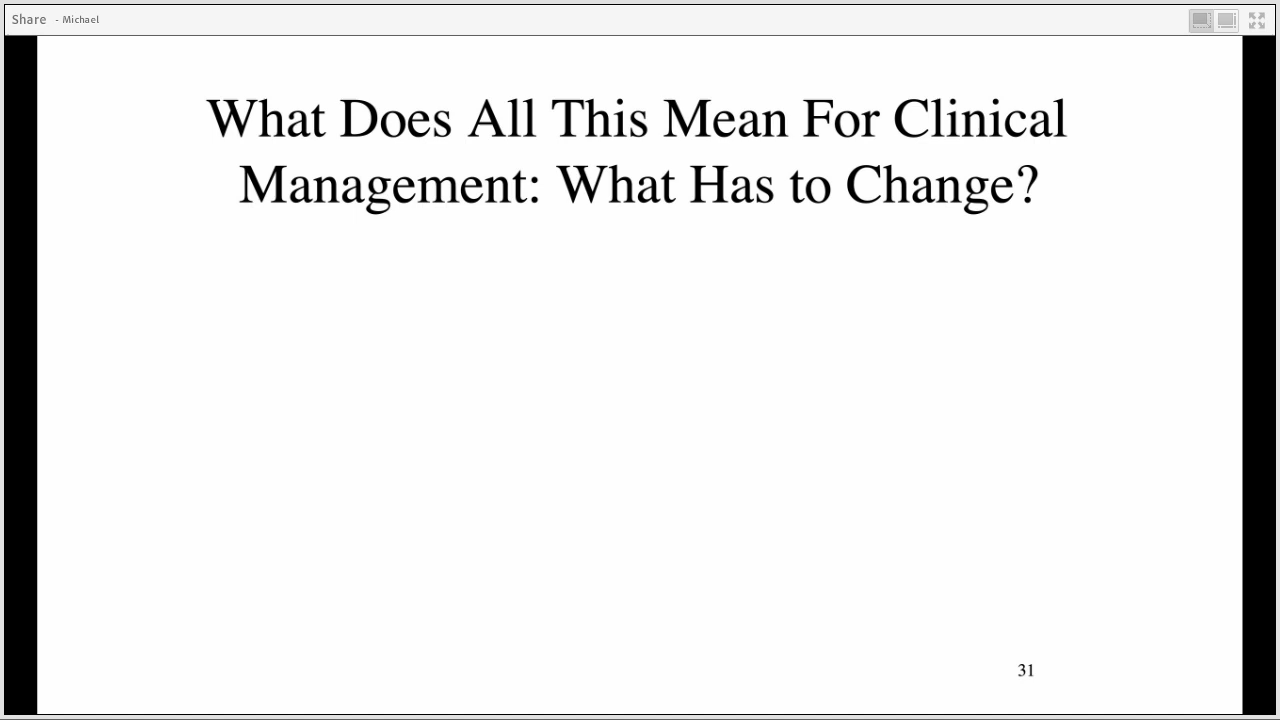 Share - Michael
What Does All This Mean For Clinical
Management: What Has to Change?
31